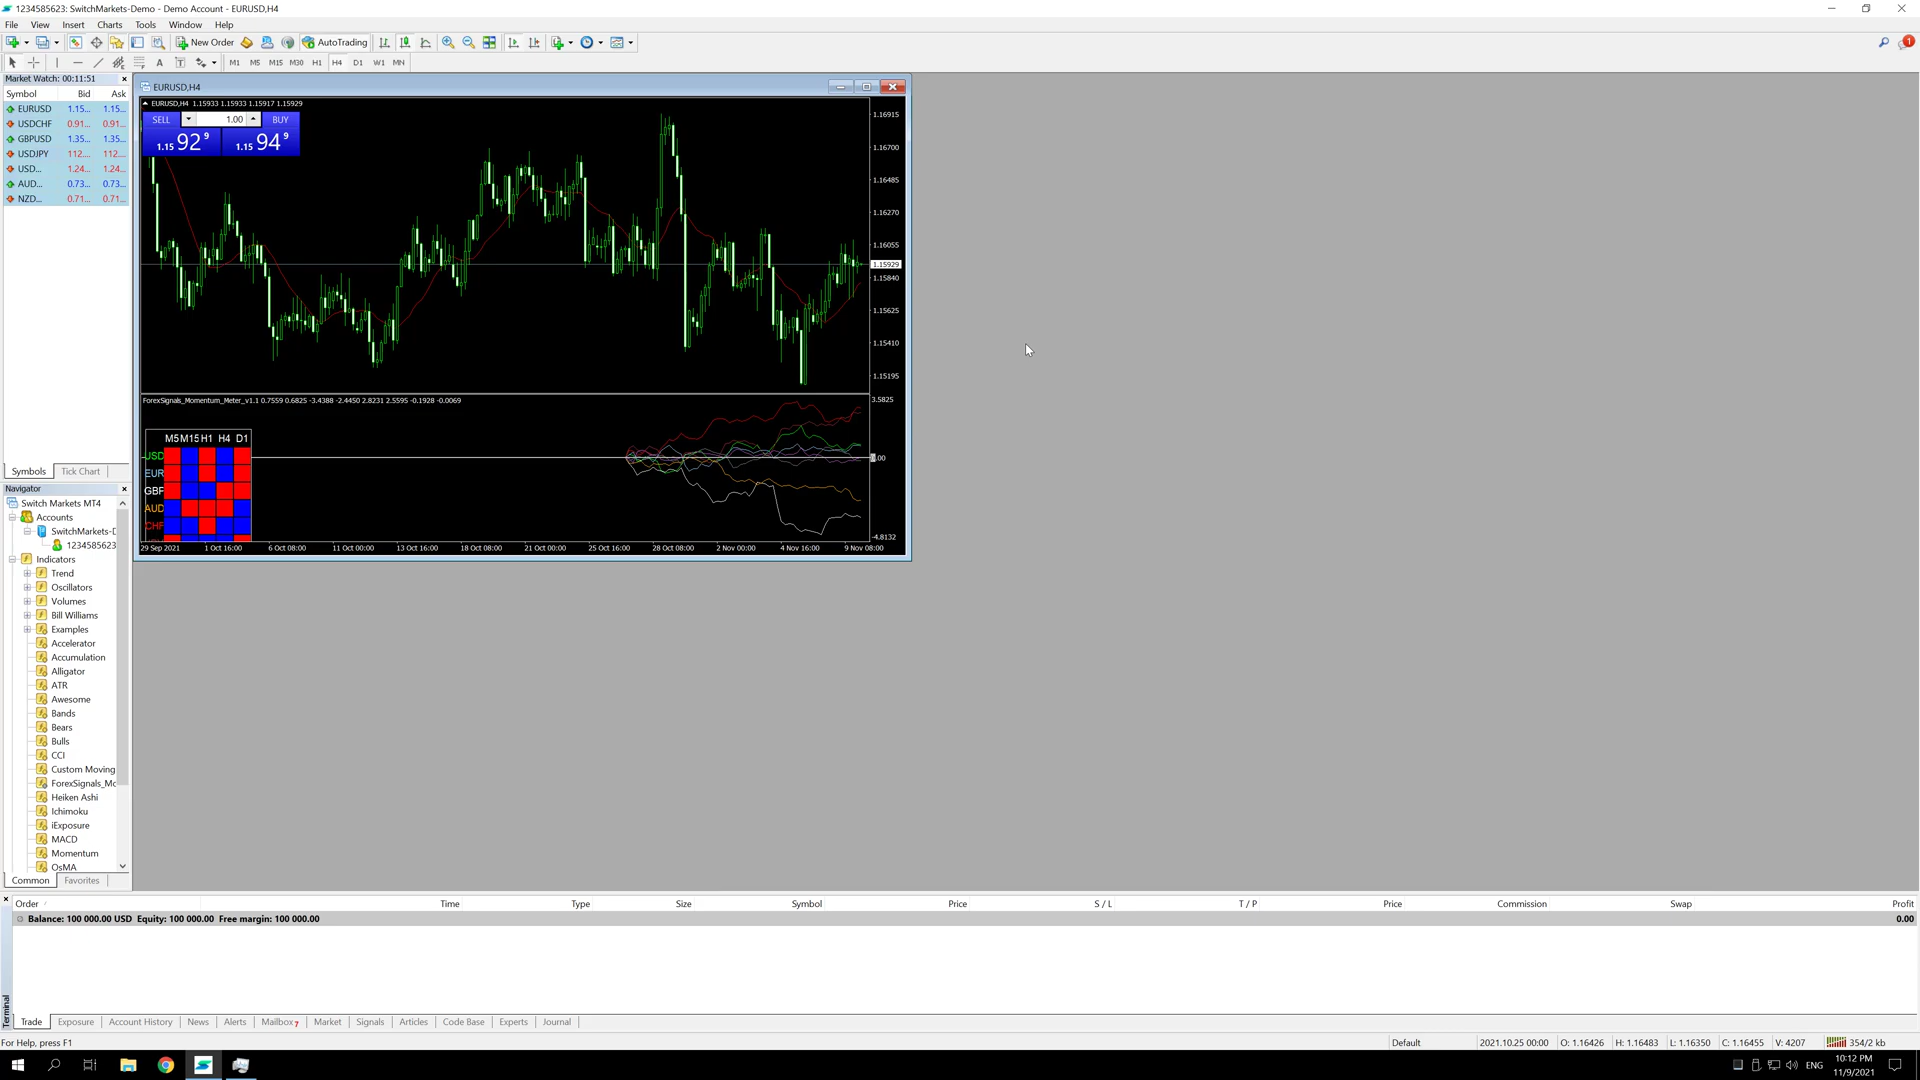 1234585623: SwitchMarkets-Demo - Demo Account - EURUSD,H4
File View Insert Charts Tools Window Help
New Order AutoTrading
1
A T M1 M5 M15 M30 H1 H4 D1 W1 MN
Market Watch: 00:11:51
Symbol Bid Ask
EURUSD 1.15... 1.15...
USDCHF 0.91... 0.91...
GBPUSD 1.35... 1.35...
USDJPY 112.... 112....
USD... 1.24... 1.24...
AUD... 0.73... 0.73...
NZD... 0.71... 0.71...
Symbols Tick Chart
Navigator
Switch Markets MT4
Accounts
SwitchMarkets-D
1234585623
Indicators
Trend
Oscillators
Volumes
Bill Williams
Examples
Accelerator
Accumulation
Alligator
ATR
Awesome
Bands
Bears
Bulls
CCI
Custom Moving
ForexSignals_Mo
Heiken Ashi
Ichimoku
iExposure
MACD
Momentum
OsMA
Common Favorites
EURUSD,H4
EURUSD,H4 1.15933 1.15933 1.15917 1.15929
SELL 1.00 BUY
1.15 92 9 1.15 94 9
1.16915
1.16700
1.16485
1.16270
1.16055
1.15929
1.15840
1.15625
1.15410
1.15195
ForexSignals_Momentum_Meter_v1.1 0.7559 0.6825 -3.4388 -2.4450 2.8231 2.5595 -0.1928 -0.0069
3.5825
M5 M15 H1 H4 D1
USD
EUR
GBP
AUD
CHF
0.00
-4.8132
29 Sep 2021 1 Oct 16:00 6 Oct 08:00 11 Oct 00:00 13 Oct 16:00 18 Oct 08:00 21 Oct 00:00 25 Oct 16:00 28 Oct 08:00 2 Nov 00:00 4 Nov 16:00 9 Nov 08:00
Order Time Type Size Symbol Price S / L T / P Price Commission Swap Profit
Balance: 100 000.00 USD Equity: 100 000.00 Free margin: 100 000.00 0.00
Terminal
Trade Exposure Account History News Alerts Mailbox 7 Market Signals Articles Code Base Experts Journal
For Help, press F1 Default 2021.10.25 00:00 O: 1.16426 H: 1.16483 L: 1.16350 C: 1.16455 V: 4207 354/2 kb
ENG 10:12 PM
11/9/2021